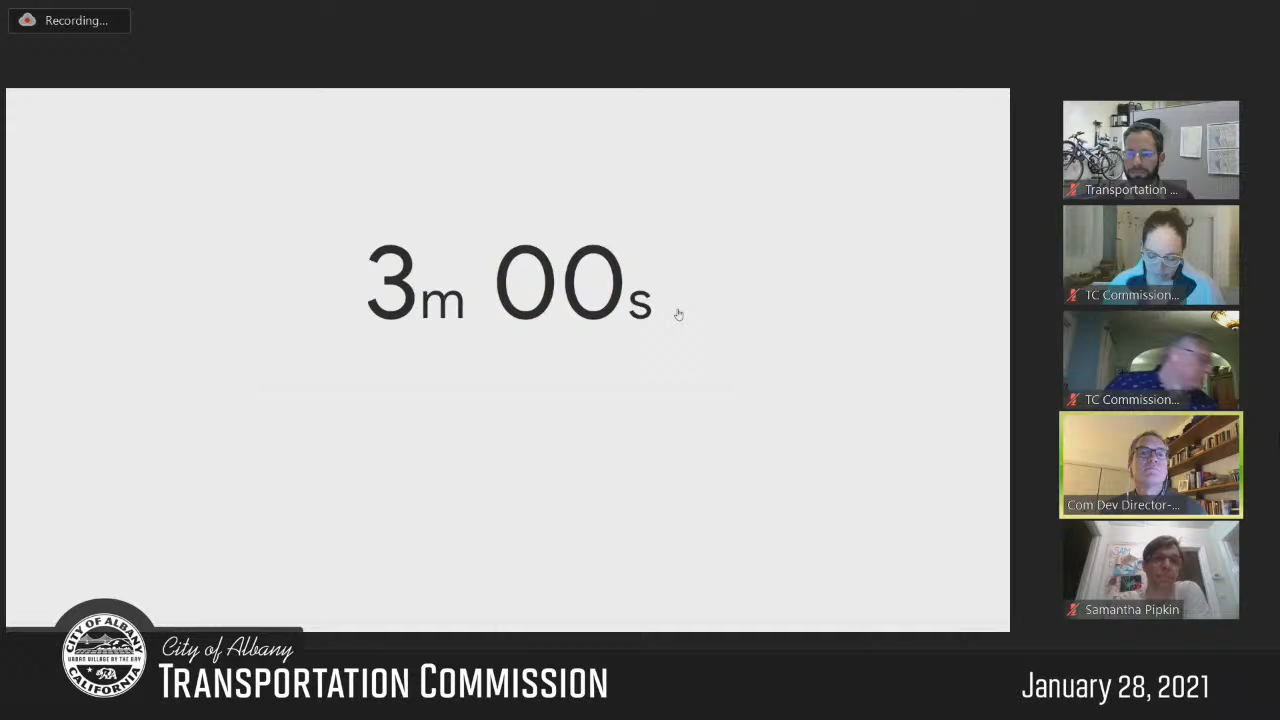 Recording...
3m 00s
Transportation ...
TC Commission...
TC Commission...
Com Dev Director-...
SAM
Samantha Pipkin
CITY OF ALBANY
URBAN VILLAGE BY THE BAY
CALIFORNIA
City of Albany
TRANSPORTATION COMMISSION
January 28, 2021